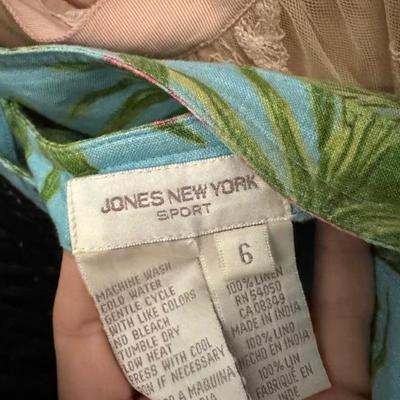 JONES NEW YORK
SPORT
6
MACHINE WASH
COLD WATER
GENTLE CYCLE
WITH LIKE COLORS
NO BLEACH
TUMBLE DRY
LOW HEAT
PRESS WITH COOL
IF NECESSARY
A MAQUINA
100% LINEN
RN 54050
CA 08349
MADE IN INDIA
100% LINO
HECHO EN INDIA
100% LIN
FABRIQUÉ EN
INDE